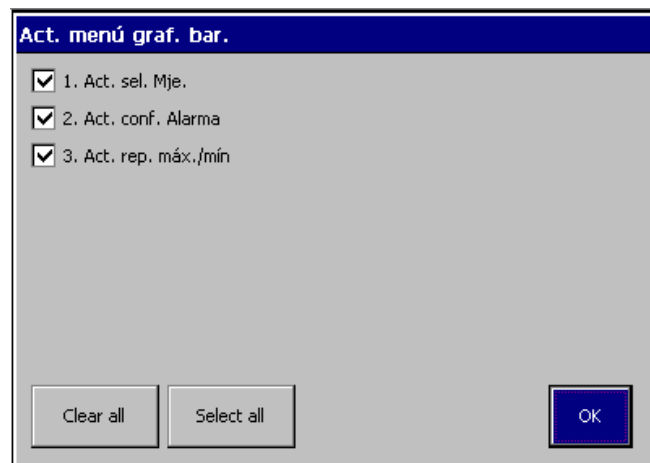 Act. menú graf. bar.
1. Act. sel. Mje.
2. Act. conf. Alarma
3. Act. rep. máx./mín
Clear all Select all OK